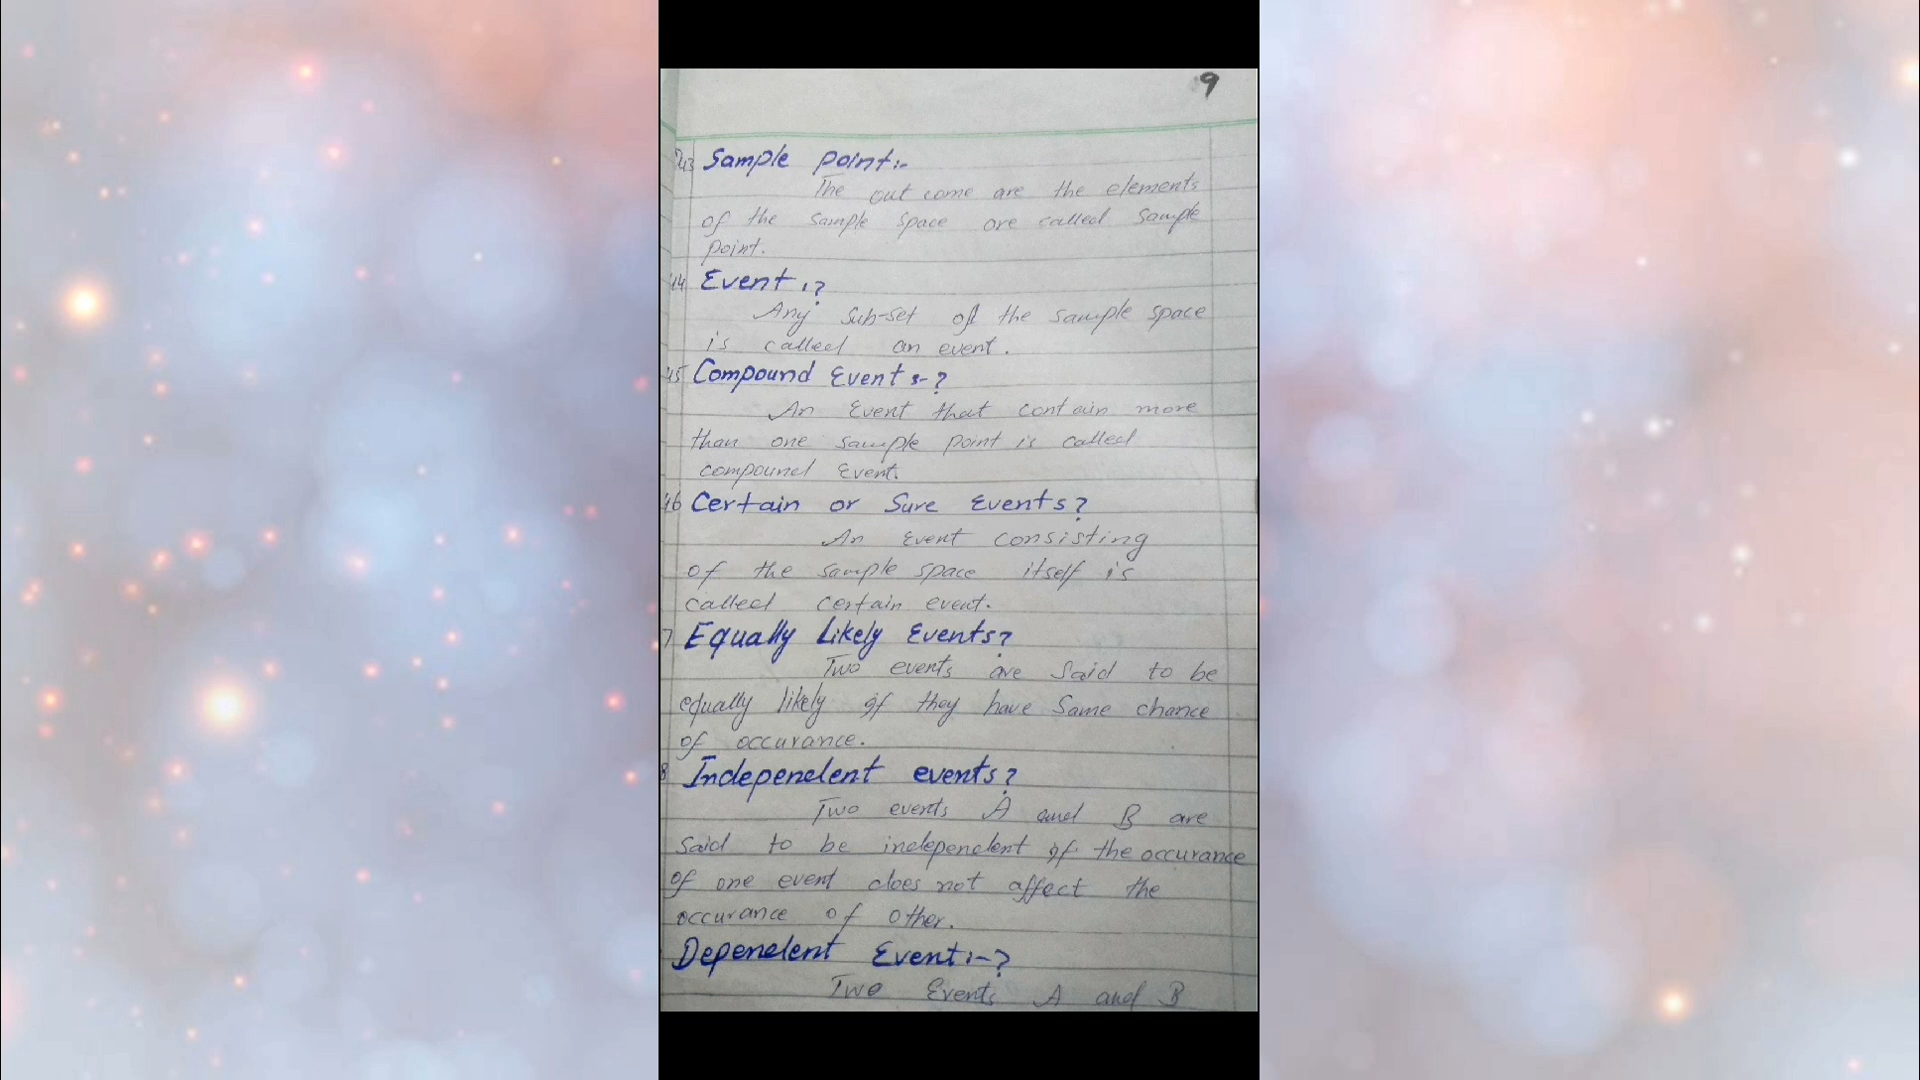 9
43 Sample point:-
The out come are the elements
of the sample space are called sample
point.
44 Event :?
Any Sub-set of the sample space
is called an event.
45 Compound Event:-?
An Event that contain more
than one sample point is called
compound Event.
46 Certain or Sure Events?
An Event consisting
of the sample space itself is
called certain event.
7 Equally Likely Events?
Two events are Said to be
equally likely if they have Same chance
of occurance.
8 Independent events?
Two events A and B are
Said to be independent if the occurance
of one event does not affect the
occurance of other.
Dependent Event:-?
Two Events A and B